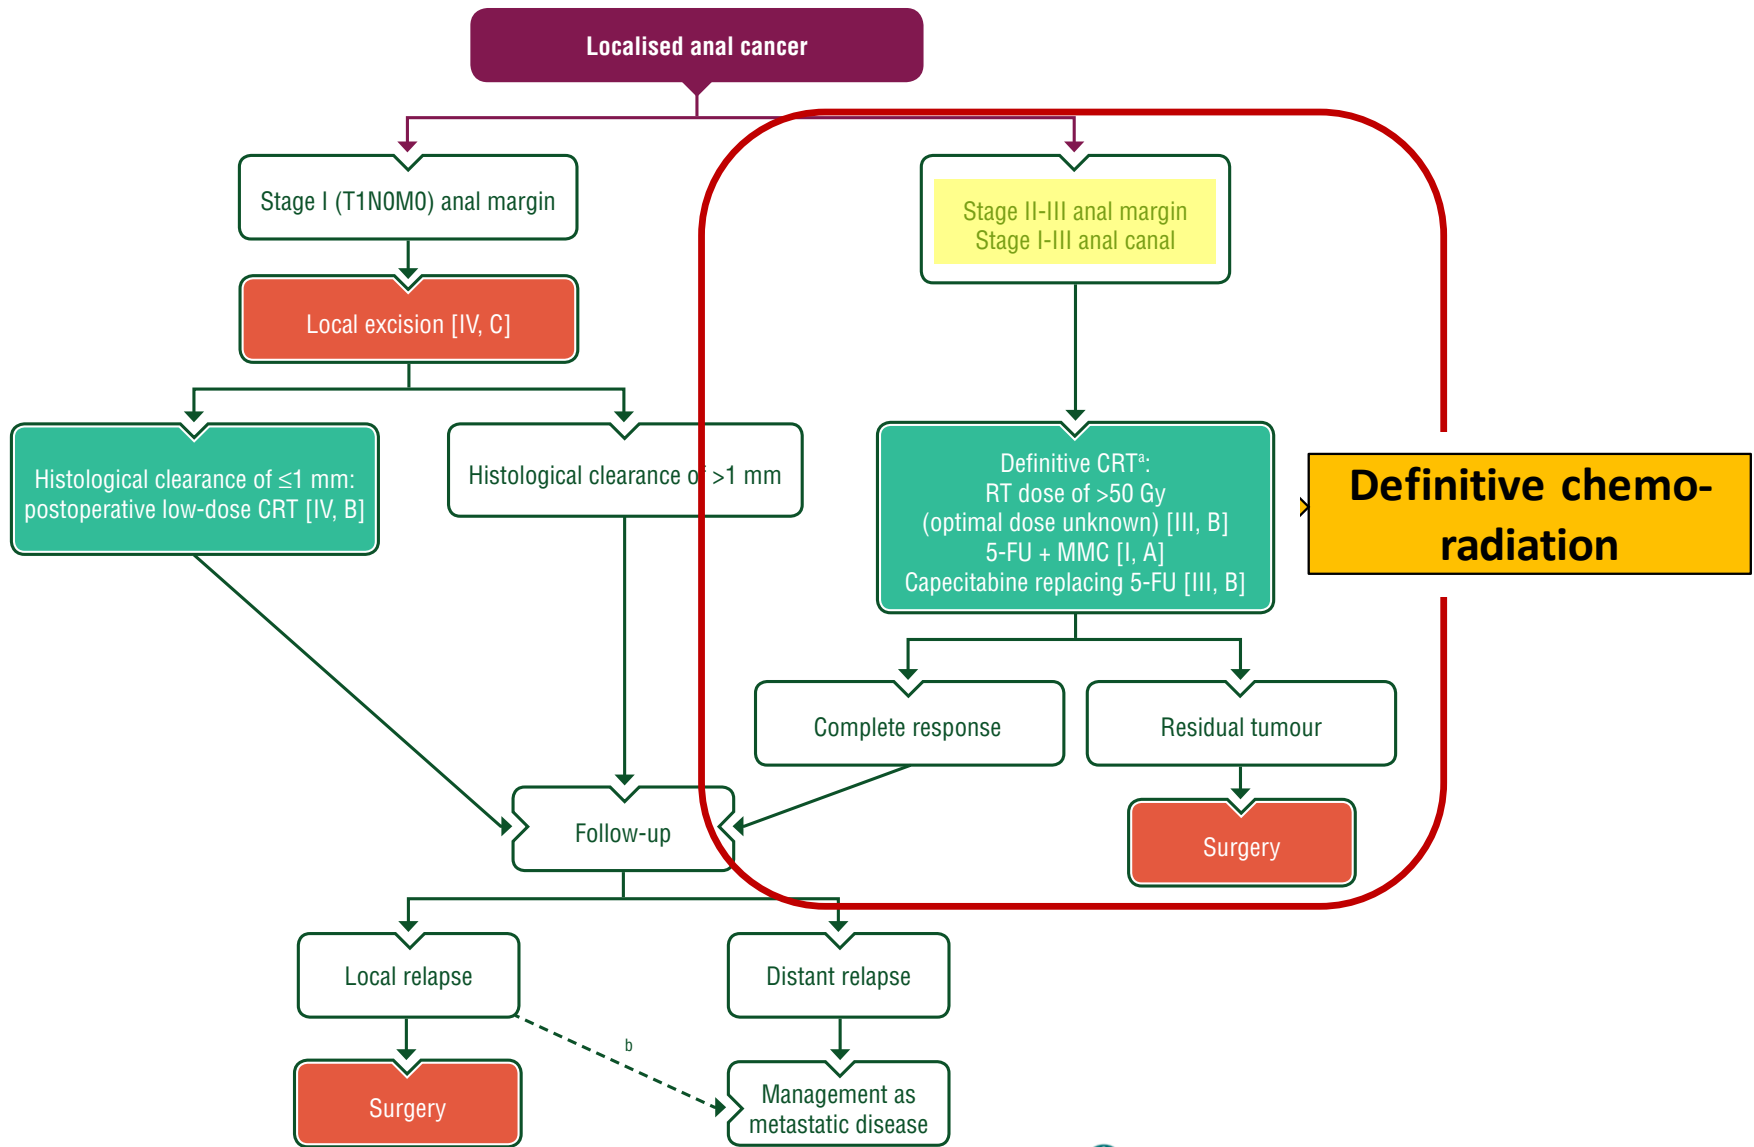 Localised anal cancer
Stage I (T1N0M0) anal margin
Stage II-III anal margin
Stage I-III anal canal
Local excision [IV, C]
Histological clearance of ≤1 mm:
postoperative low-dose CRT [IV, B]
Histological clearance of >1 mm
Definitive CRTᵃ:
RT dose of >50 Gy
(optimal dose unknown) [III, B]
5-FU + MMC [I, A]
Capecitabine replacing 5-FU [III, B]
Definitive chemo-
radiation
Complete response
Residual tumour
Follow-up
Surgery
Local relapse
Distant relapse
b
Surgery
Management as
metastatic disease